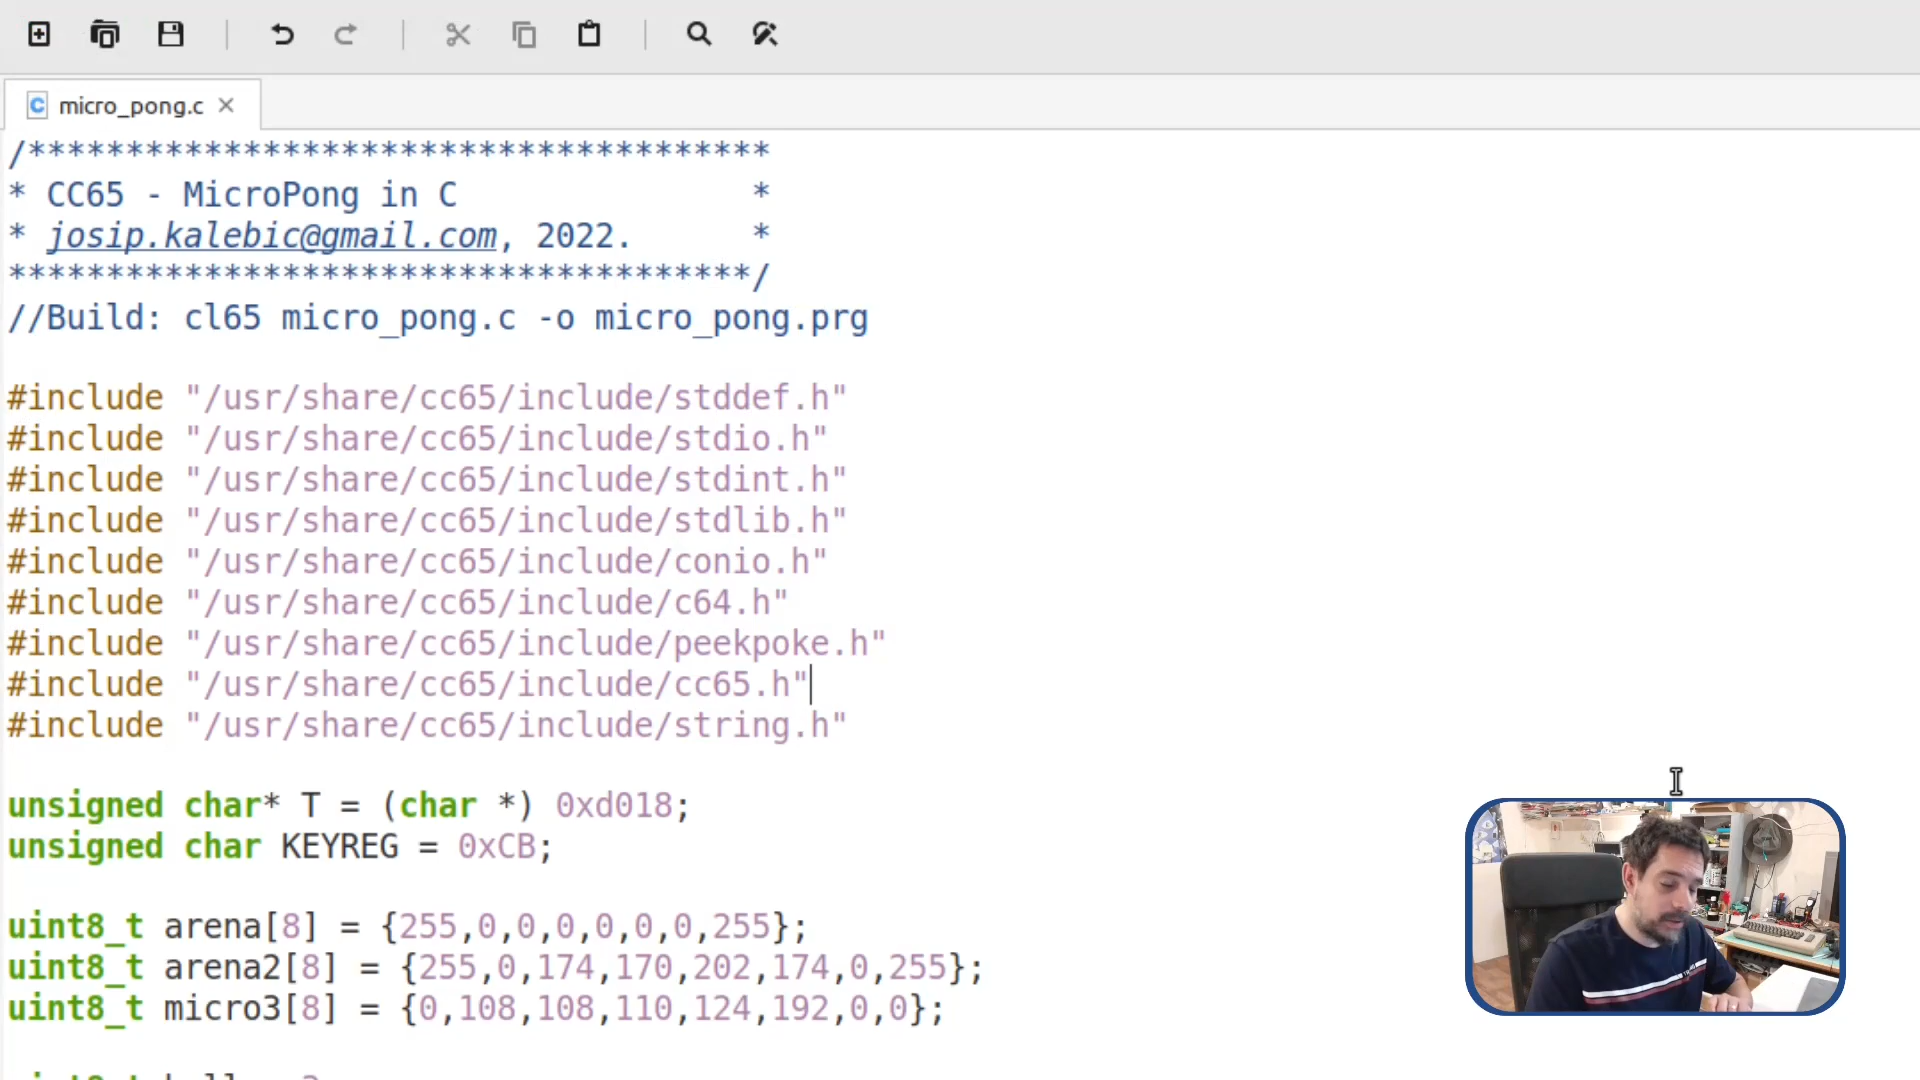 micro_pong.c
/**************************************
* CC65 - MicroPong in C *
* josip.kalebic@gmail.com, 2022. *
**************************************/
//Build: cl65 micro_pong.c -o micro_pong.prg
#include "/usr/share/cc65/include/stddef.h"
#include "/usr/share/cc65/include/stdio.h"
#include "/usr/share/cc65/include/stdint.h"
#include "/usr/share/cc65/include/stdlib.h"
#include "/usr/share/cc65/include/conio.h"
#include "/usr/share/cc65/include/c64.h"
#include "/usr/share/cc65/include/peekpoke.h"
#include "/usr/share/cc65/include/cc65.h"
#include "/usr/share/cc65/include/string.h"
unsigned char* T = (char *) 0xd018;
unsigned char KEYREG = 0xCB;
uint8_t arena[8] = {255,0,0,0,0,0,0,255};
uint8_t arena2[8] = {255,0,174,170,202,174,0,255};
uint8_t micro3[8] = {0,108,108,110,124,192,0,0};